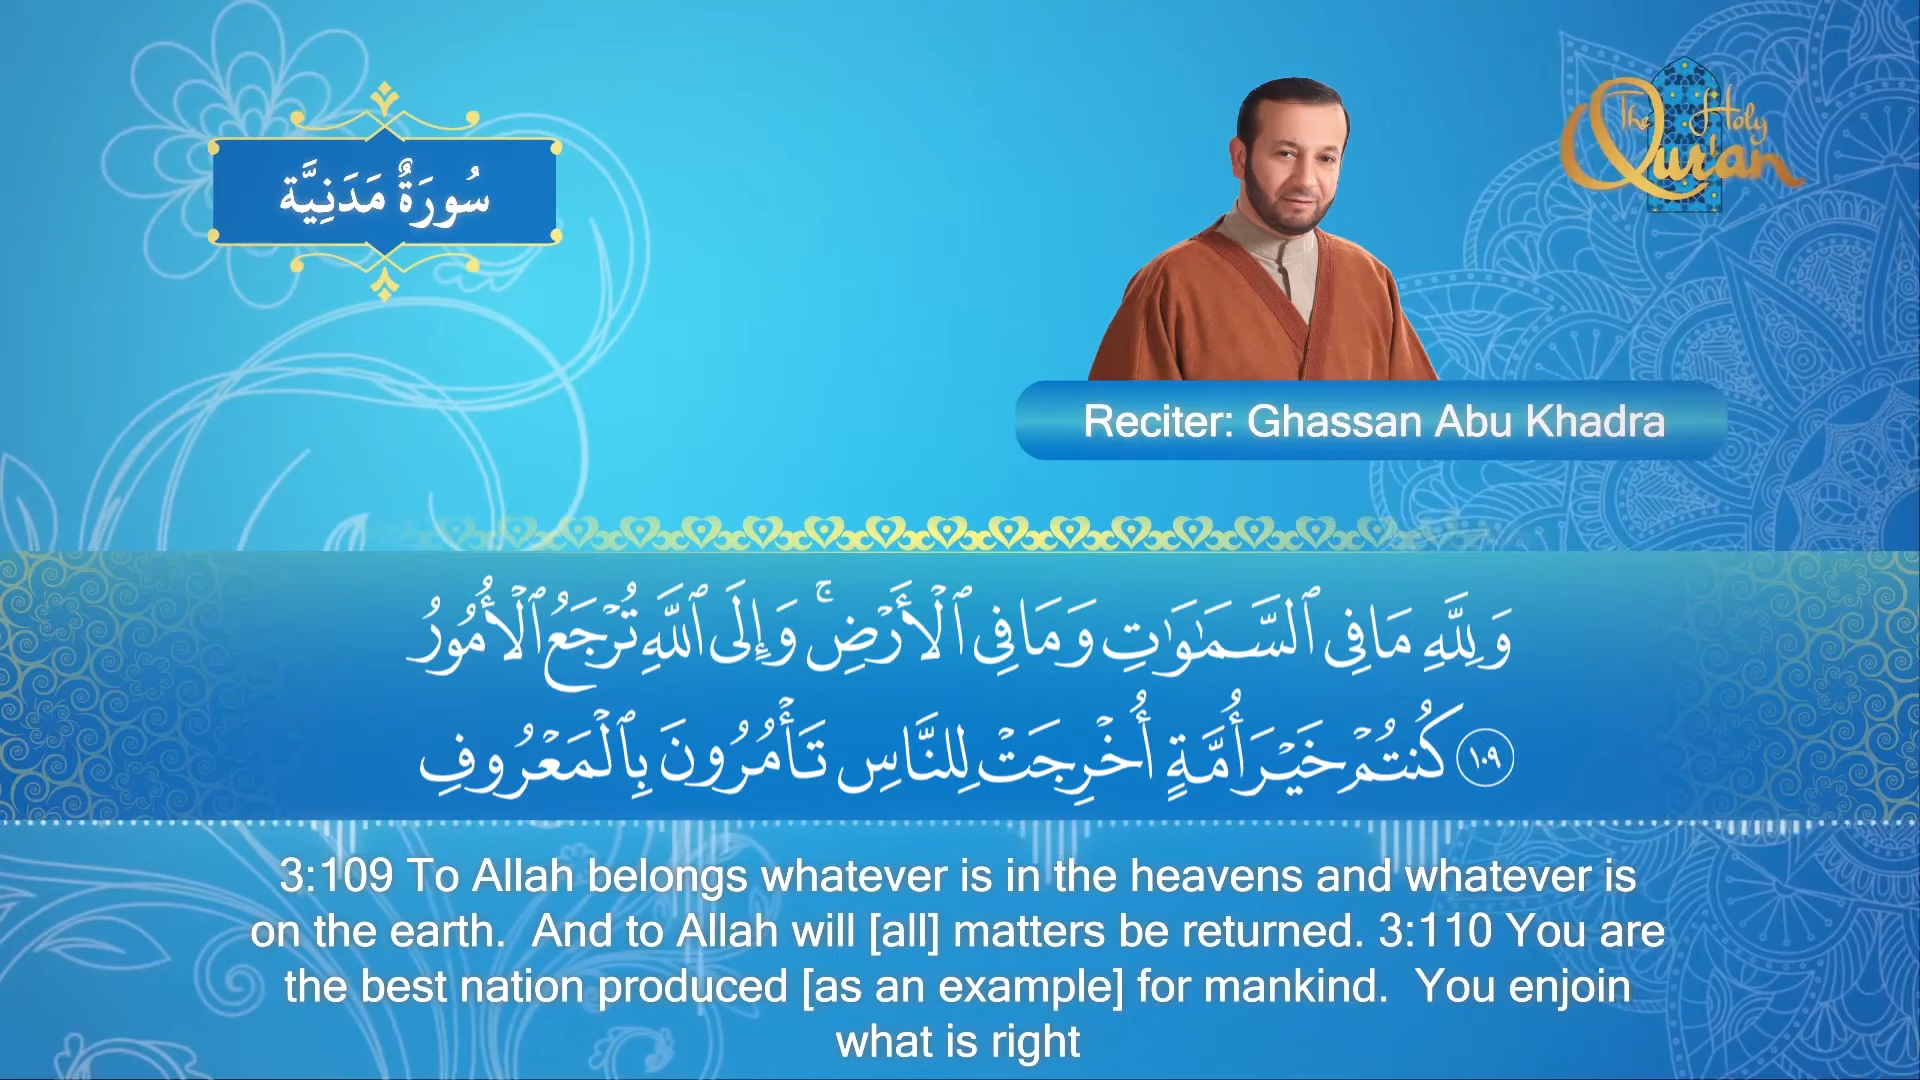 سُورَةٌ مَدَنِيَّة
The Holy
Qur'an
Reciter: Ghassan Abu Khadra
وَلِلَّهِ مَا فِي ٱلسَّمَٰوَٰتِ وَمَا فِي ٱلْأَرْضِ ۚ وَإِلَى ٱللَّهِ تُرْجَعُ ٱلْأُمُورُ
١٠٩ كُنتُمْ خَيْرَ أُمَّةٍ أُخْرِجَتْ لِلنَّاسِ تَأْمُرُونَ بِٱلْمَعْرُوفِ
3:109 To Allah belongs whatever is in the heavens and whatever is
on the earth.  And to Allah will [all] matters be returned. 3:110 You are
the best nation produced [as an example] for mankind.  You enjoin
what is right